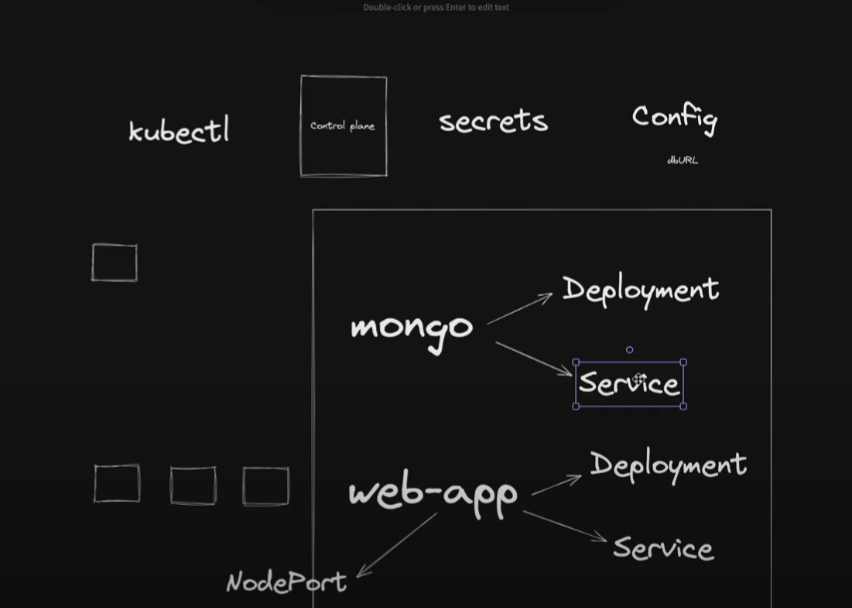 Double-click or press Enter to edit text
kubectl
Control plane
secrets
Config
dbURL
Deployment
mongo
Service
Deployment
web-app
Service
NodePort